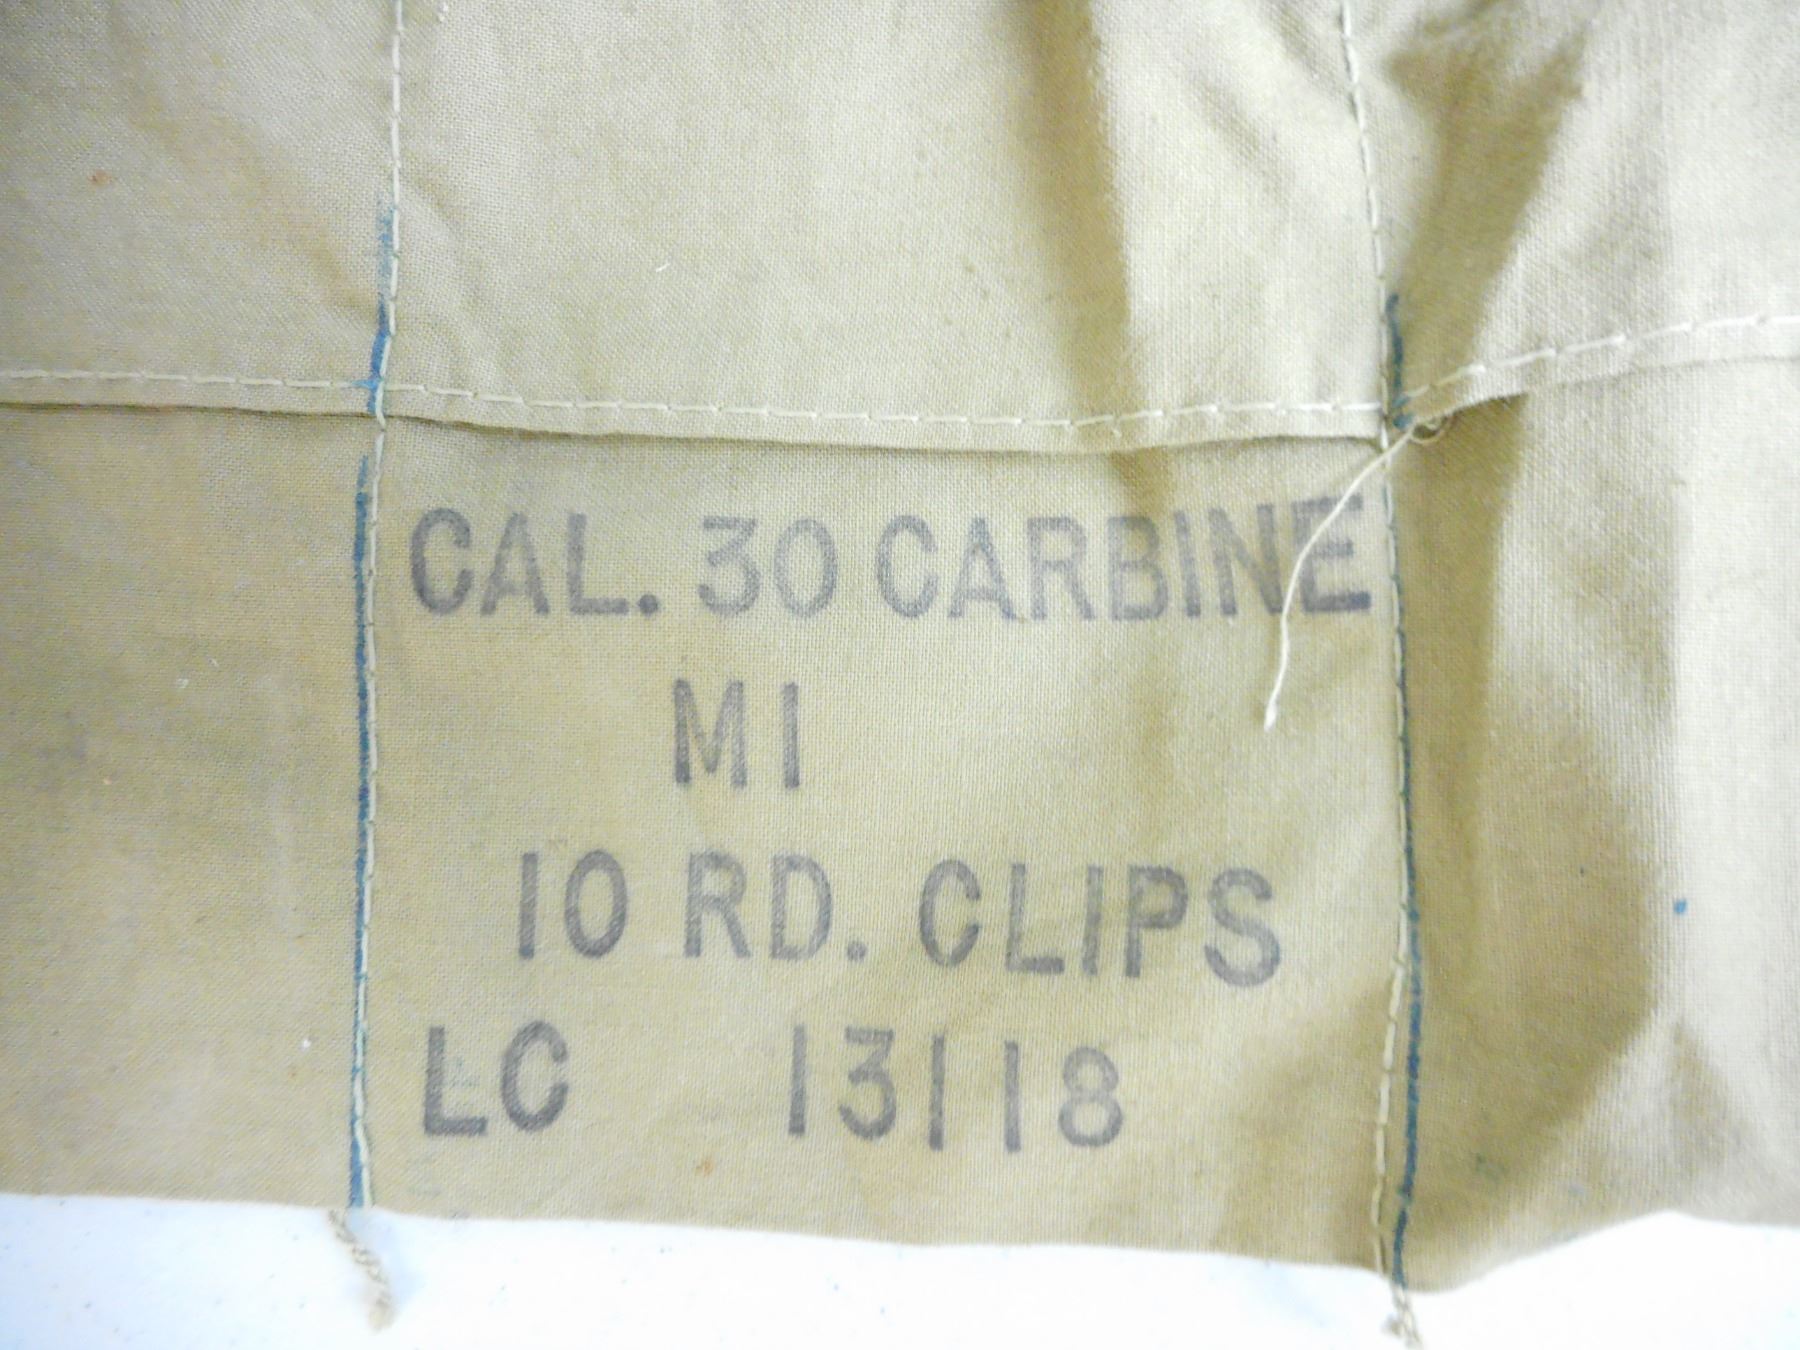 CAL. 30 CARBINE
M1
10 RD. CLIPS
LC 13118